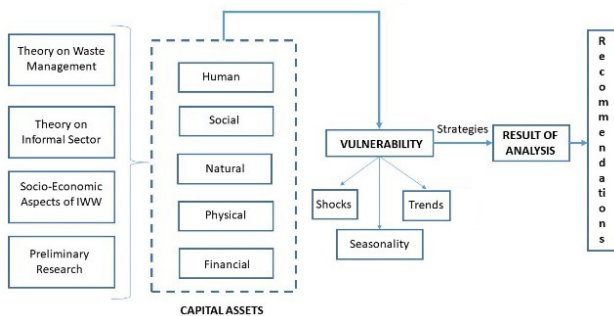 Theory on Waste
Management
Theory on
Informal Sector
Socio-Economic
Aspects of IWW
Preliminary
Research
Human
Social
Natural
Physical
Financial
CAPITAL ASSETS
VULNERABILITY
Shocks
Trends
Seasonality
Strategies
RESULT OF
ANALYSIS
Recommendations